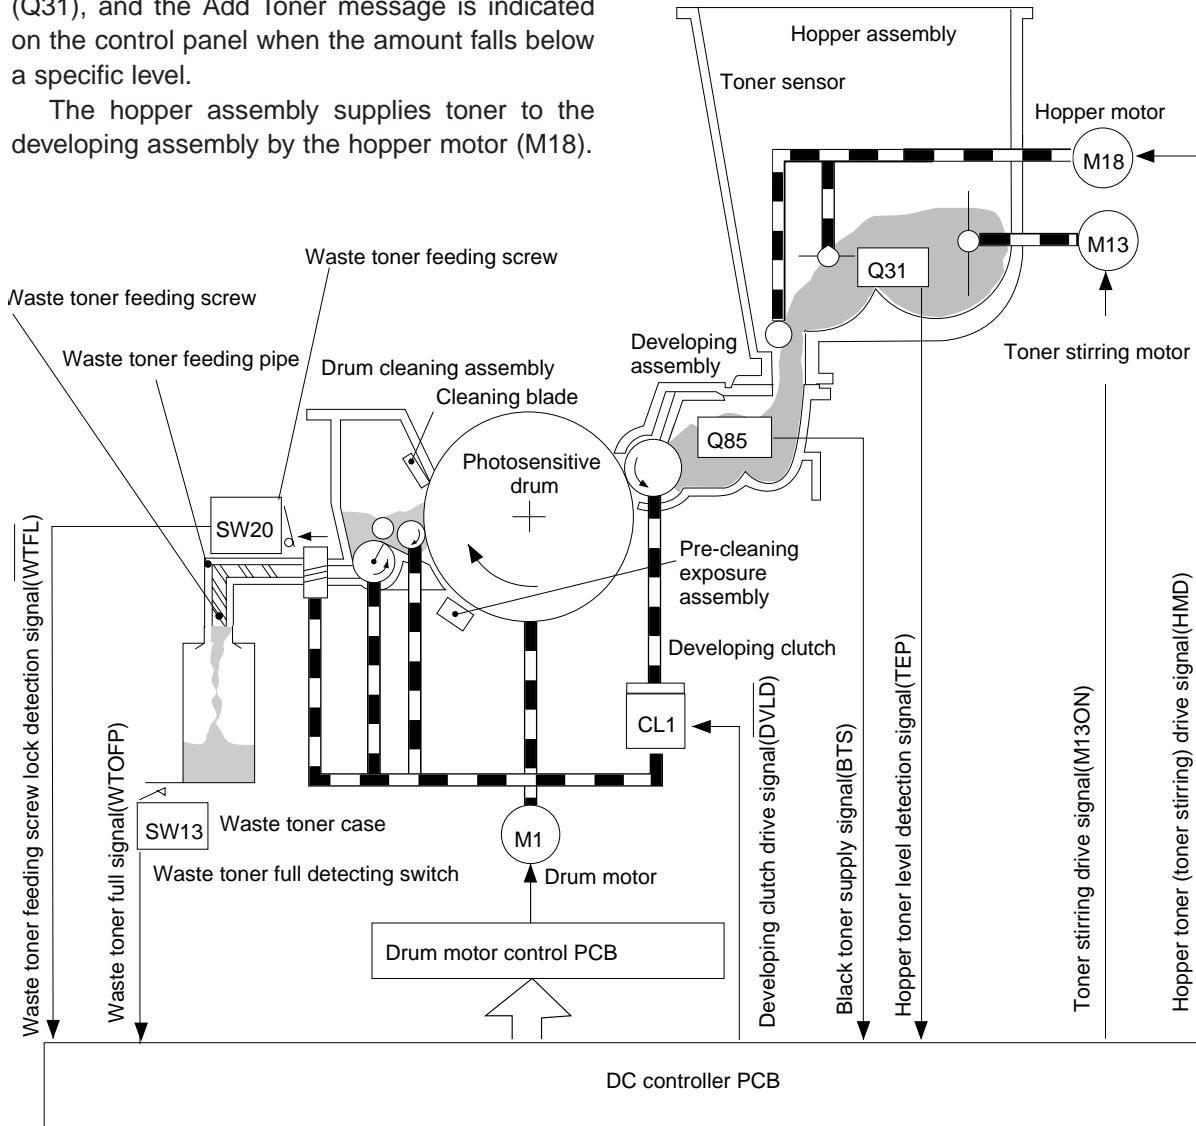 (Q31), and the Add Toner message is indicated
on the control panel when the amount falls below
a specific level.
The hopper assembly supplies toner to the
developing assembly by the hopper motor (M18).
Hopper assembly
Toner sensor
Hopper motor
M18
M13
Q31
Toner stirring motor
Waste toner feeding screw
Waste toner feeding screw
Waste toner feeding pipe
Drum cleaning assembly
Cleaning blade
Developing
assembly
Q85
Photosensitive
drum
SW20
Pre-cleaning
exposure
assembly
Developing clutch
CL1
SW13
Waste toner case
Waste toner full detecting switch
M1
Drum motor
Drum motor control PCB
Waste toner feeding screw lock detection signal(WTFL)
Waste toner full signal(WTOFP)
Developing clutch drive signal(DVLD)
Black toner supply signal(BTS)
Hopper toner level detection signal(TEP)
Toner stirring drive signal(M13ON)
Hopper toner (toner stirring) drive signal(HMD)
DC controller PCB